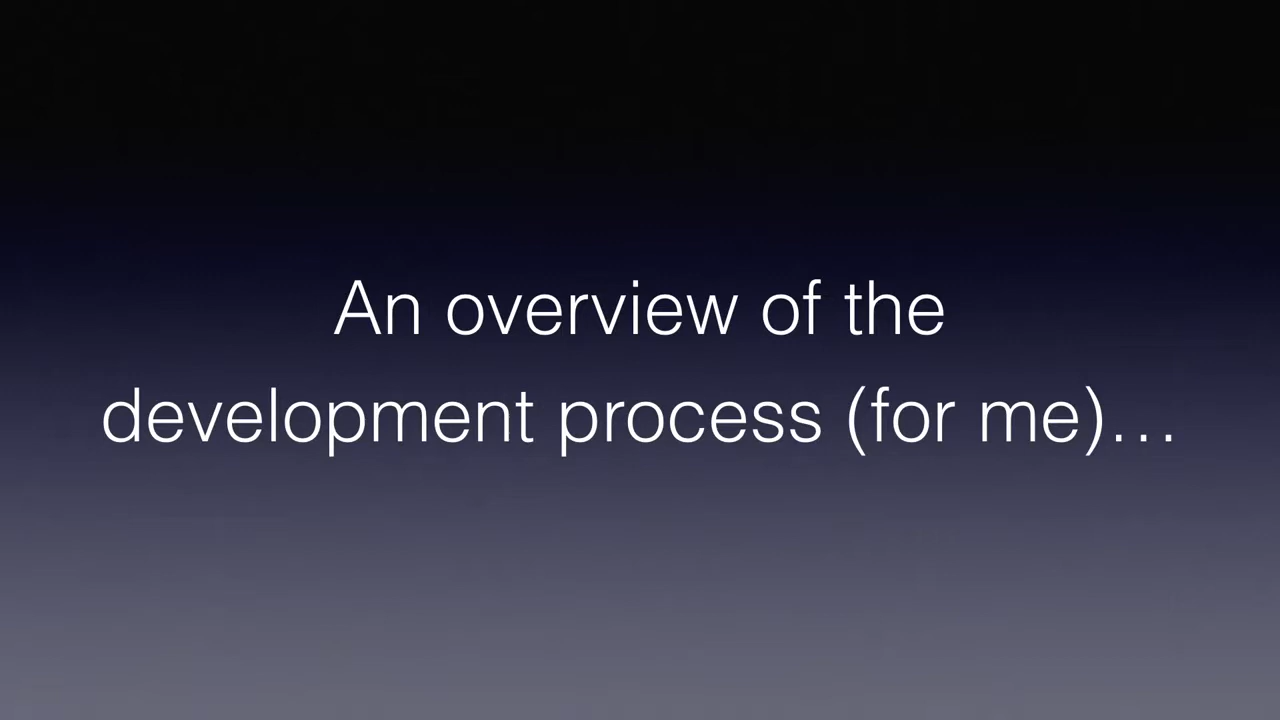 An overview of the
development process (for me)…